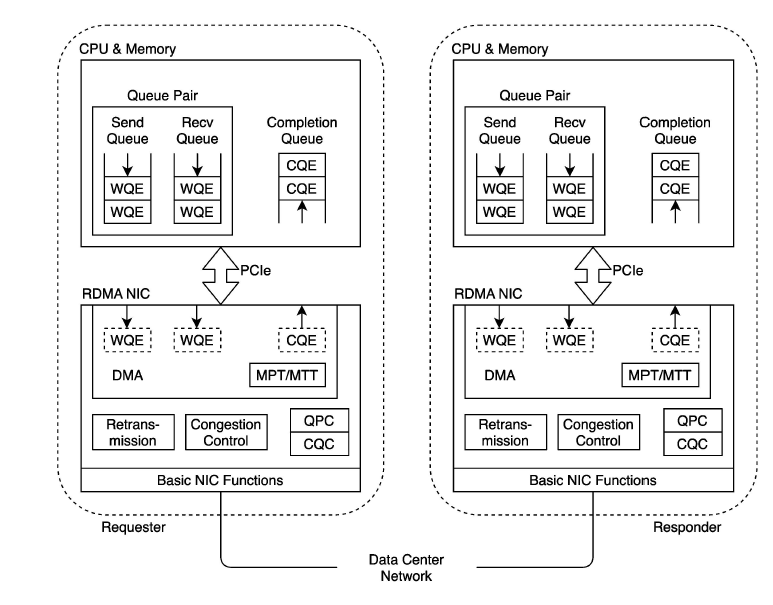 CPU & Memory
Queue Pair
Send
Queue
Recv
Queue
Completion
Queue
WQE
WQE
WQE
WQE
CQE
CQE
PCIe
RDMA NIC
WQE
WQE
CQE
DMA
MPT/MTT
Retrans-
mission
Congestion
Control
QPC
CQC
Basic NIC Functions
Requester
CPU & Memory
Queue Pair
Send
Queue
Recv
Queue
Completion
Queue
WQE
WQE
WQE
WQE
CQE
CQE
PCIe
RDMA NIC
WQE
WQE
CQE
DMA
MPT/MTT
Retrans-
mission
Congestion
Control
QPC
CQC
Basic NIC Functions
Responder
Data Center
Network